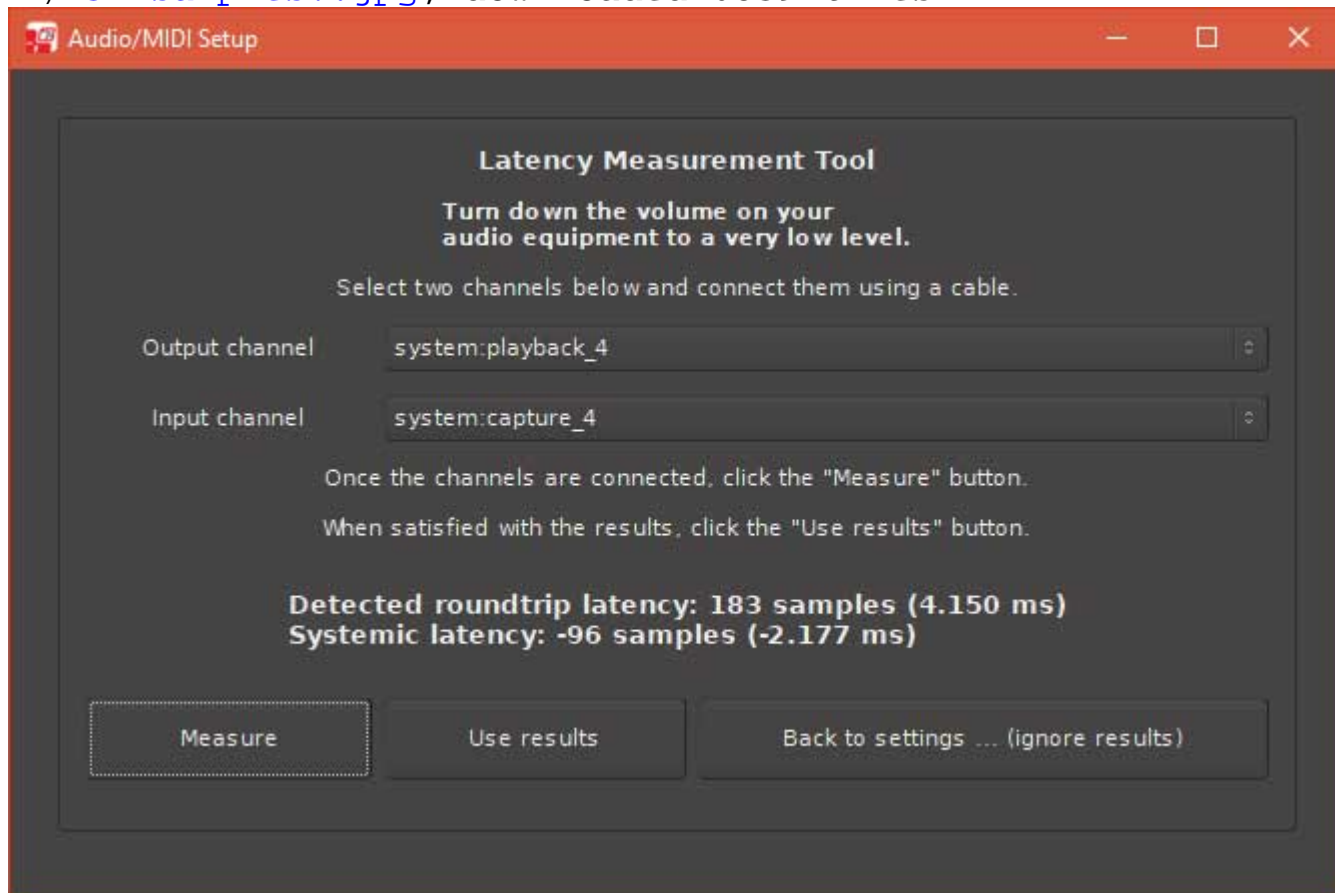 Audio/MIDI Setup
Latency Measurement Tool
Turn down the volume on your
audio equipment to a very low level.
Select two channels below and connect them using a cable.
Output channel system:playback_4
Input channel system:capture_4
Once the channels are connected, click the "Measure" button.
When satisfied with the results, click the "Use results" button.
Detected roundtrip latency: 183 samples (4.150 ms)
Systemic latency: -96 samples (-2.177 ms)
Measure Use results Back to settings ... (ignore results)